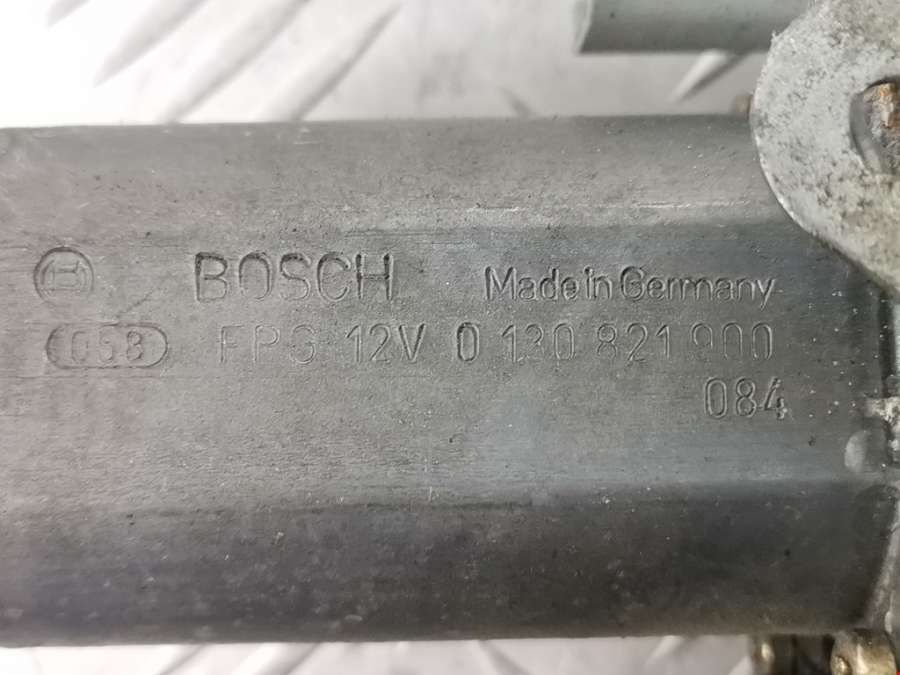 BOSCH Made in Germany
058 FPG 12V 0 130 821 900
084